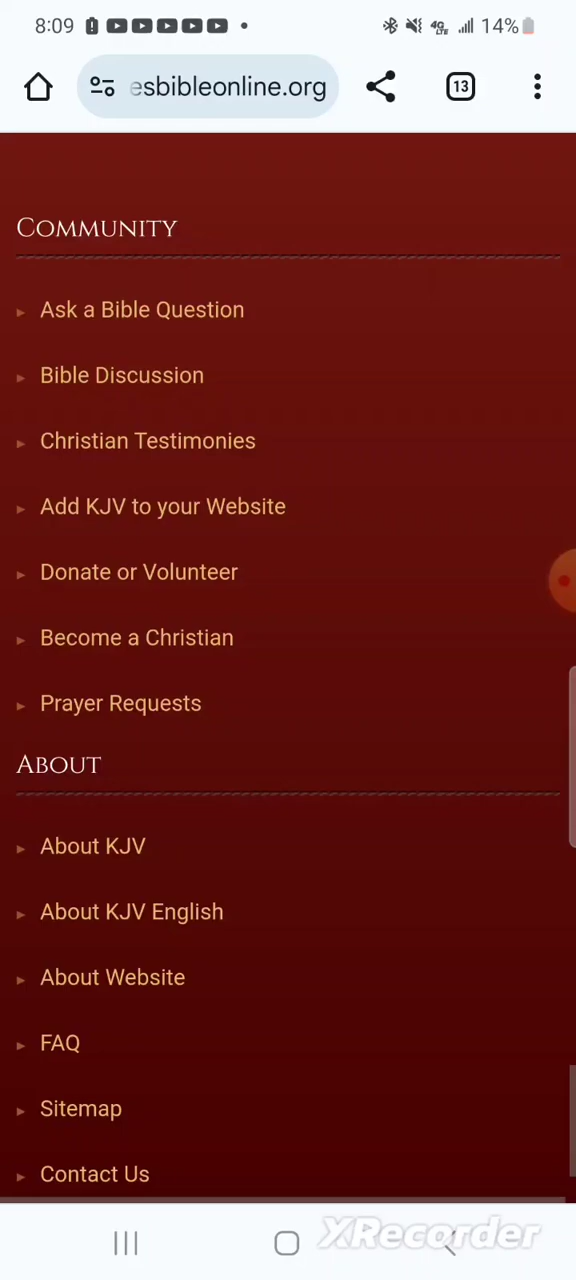 8:09
4G LTE 14%
esbibleonline.org
13
Community
Ask a Bible Question
Bible Discussion
Christian Testimonies
Add KJV to your Website
Donate or Volunteer
Become a Christian
Prayer Requests
About
About KJV
About KJV English
About Website
FAQ
Sitemap
Contact Us
XRecorder